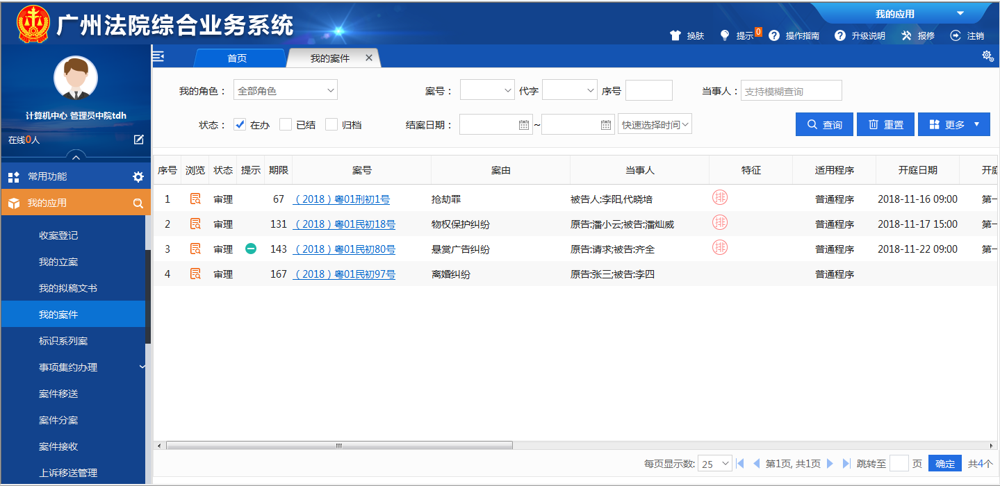 广州法院综合业务系统
我的应用
换肤 提示 0 操作指南 升级说明 报修 注销
首页 我的案件
计算机中心 管理员中院tdh
在线0人
常用功能
我的应用
收案登记
我的立案
我的拟稿文书
我的案件
标识系列案
事项集约办理
案件移送
案件分案
案件接收
上诉移送管理
我的角色： 全部角色 案号： 代字 序号 当事人： 支持模糊查询
状态： 在办 已结 归档 结案日期： ~ 快速选择时间 查询 重置 更多
序号 浏览 状态 提示 期限 案号 案由 当事人 特征 适用程序 开庭日期 开庭
1 审理 67 （2018）粤01刑初1号 抢劫罪 被告人:李阳,代晓培 排 普通程序 2018-11-16 09:00 第一
2 审理 131 （2018）粤01民初18号 物权保护纠纷 原告:潘小云;被告:潘灿威 排 普通程序 2018-11-17 15:00 第一
3 审理 143 （2018）粤01民初80号 悬赏广告纠纷 原告:请求;被告:齐全 排 普通程序 2018-11-22 09:00 第一
4 审理 167 （2018）粤01民初97号 离婚纠纷 原告:张三;被告:李四 普通程序
每页显示数: 25 第1页, 共1页 跳转至 页 确定 共4个